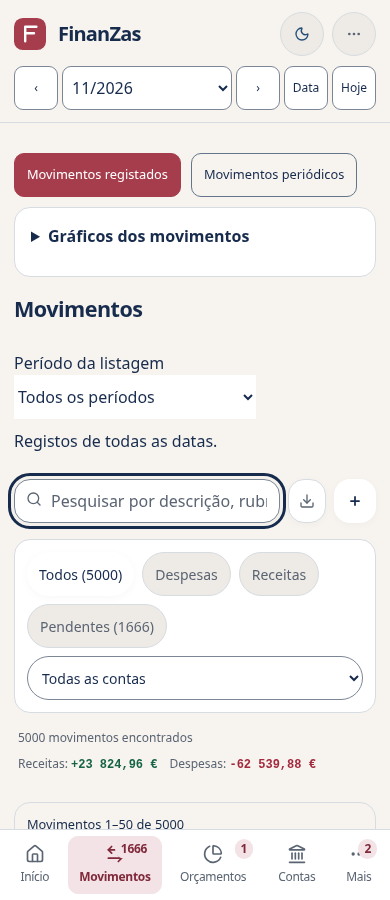 F FinanZas
‹ 11/2026 › Data Hoje
Movimentos registados Movimentos periódicos
Gráficos dos movimentos
Movimentos
Período da listagem
Todos os períodos
Registos de todas as datas.
Pesquisar por descrição, rubri
+
Todos (5000) Despesas Receitas
Pendentes (1666)
Todas as contas
5000 movimentos encontrados
Receitas: +23 824,96 € Despesas: -62 539,88 €
Movimentos 1–50 de 5000
1666 1 2
Início Movimentos Orçamentos Contas Mais